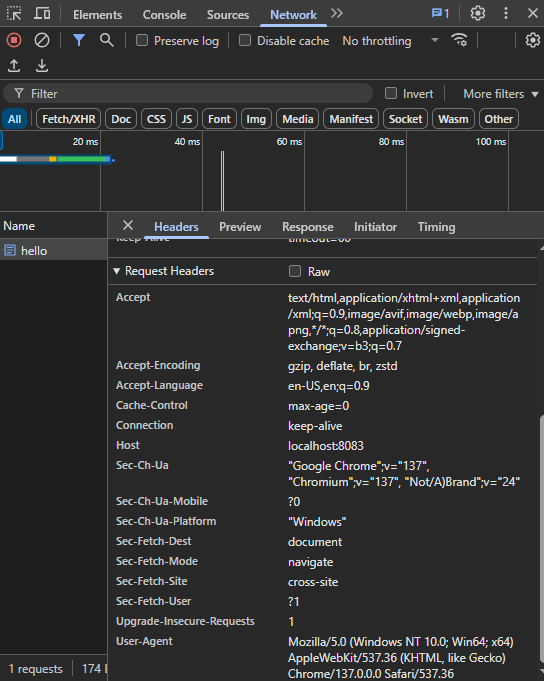 Elements Console Sources Network 1
Preserve log Disable cache No throttling
Filter Invert More filters
All Fetch/XHR Doc CSS JS Font Img Media Manifest Socket Wasm Other
20 ms 40 ms 60 ms 80 ms 100 ms
Name Headers Preview Response Initiator Timing
hello
Keep-Alive timeout=60
Request Headers Raw
Accept text/html,application/xhtml+xml,application
/xml;q=0.9,image/avif,image/webp,image/a
png,*/*;q=0.8,application/signed-
exchange;v=b3;q=0.7
Accept-Encoding gzip, deflate, br, zstd
Accept-Language en-US,en;q=0.9
Cache-Control max-age=0
Connection keep-alive
Host localhost:8083
Sec-Ch-Ua "Google Chrome";v="137",
"Chromium";v="137", "Not/A)Brand";v="24"
Sec-Ch-Ua-Mobile ?0
Sec-Ch-Ua-Platform "Windows"
Sec-Fetch-Dest document
Sec-Fetch-Mode navigate
Sec-Fetch-Site cross-site
Sec-Fetch-User ?1
Upgrade-Insecure-Requests 1
User-Agent Mozilla/5.0 (Windows NT 10.0; Win64; x64)
AppleWebKit/537.36 (KHTML, like Gecko)
Chrome/137.0.0.0 Safari/537.36
1 requests 174